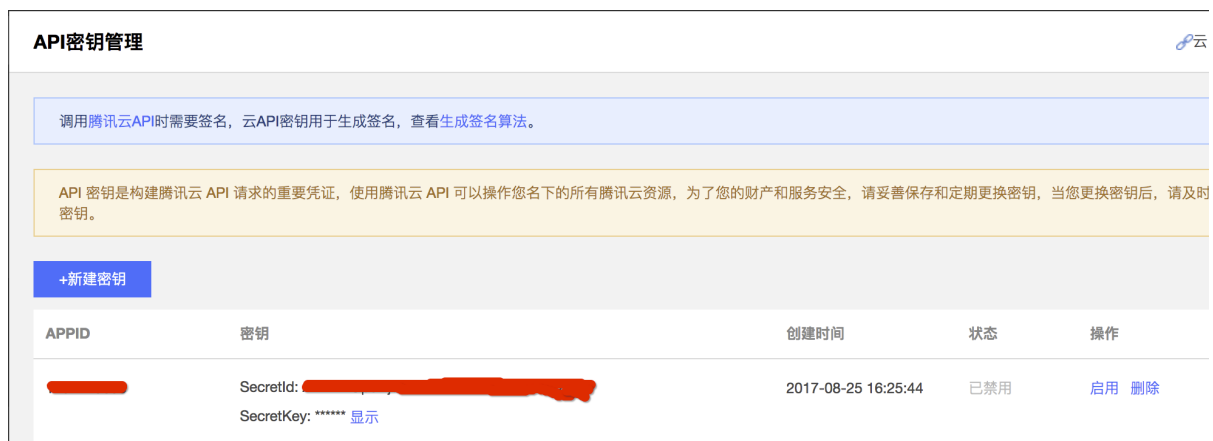 API密钥管理
云
调用腾讯云API时需要签名，云API密钥用于生成签名，查看生成签名算法。
API 密钥是构建腾讯云 API 请求的重要凭证，使用腾讯云 API 可以操作您名下的所有腾讯云资源，为了您的财产和服务安全，请妥善保存和定期更换密钥，当您更换密钥后，请及时
密钥。
+新建密钥
APPID 密钥 创建时间 状态 操作
SecretId: 2017-08-25 16:25:44 已禁用 启用 删除
SecretKey: ****** 显示